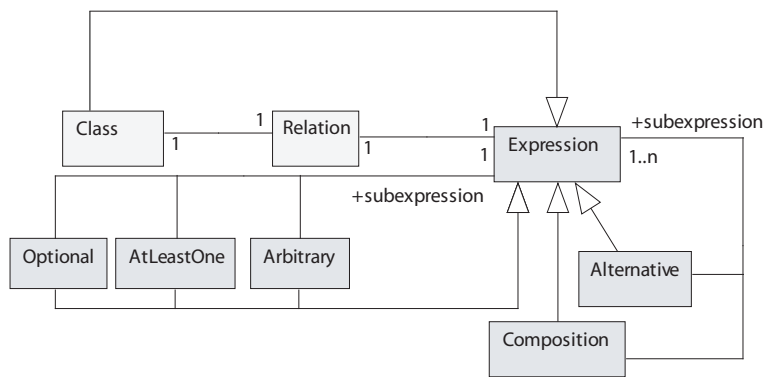 Class
1
1
Relation
1
1
1
Expression
+subexpression
1..n
+subexpression
Optional
AtLeastOne
Arbitrary
Alternative
Composition